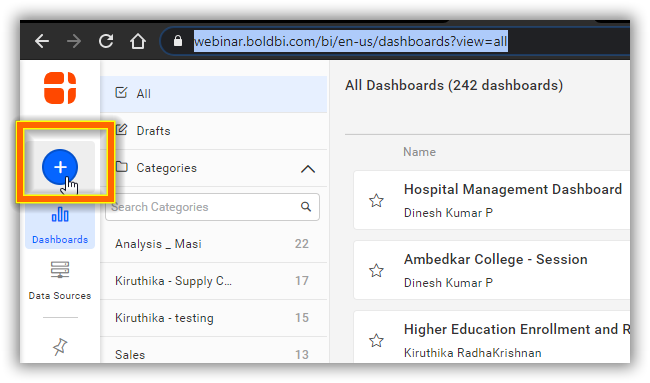 webinar.boldbi.com/bi/en-us/dashboards?view=all
All
Drafts
Categories
Search Categories
Analysis _ Masi 22
Kiruthika - Supply C... 17
Kiruthika - testing 15
Sales 13
Dashboards
Data Sources
All Dashboards (242 dashboards)
Name
Hospital Management Dashboard
Dinesh Kumar P
Ambedkar College - Session
Dinesh Kumar P
Higher Education Enrollment and R
Kiruthika RadhaKrishnan